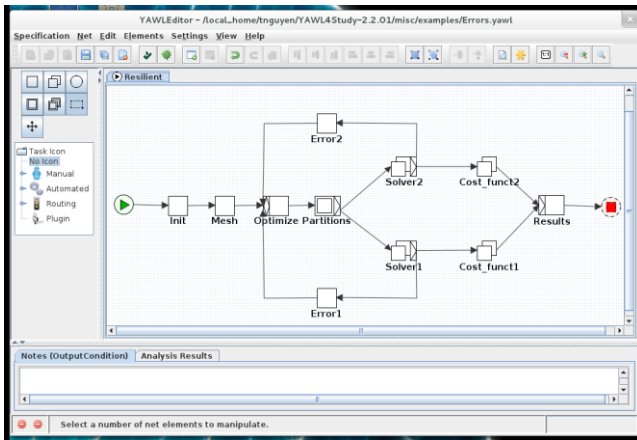 YAWLEditor - /local_home/tnguyen/YAWL4Study-2.2.01/misc/examples/Errors.yawl
Specification Net Edit Elements Settings View Help
Resilient
Task Icon
No Icon
Manual
Automated
Routing
Plugin
Error2
Solver2
Cost_funct2
Init
Mesh
Optimize
Partitions
Results
Solver1
Cost_funct1
Error1
Notes (OutputCondition)
Analysis Results
Select a number of net elements to manipulate.